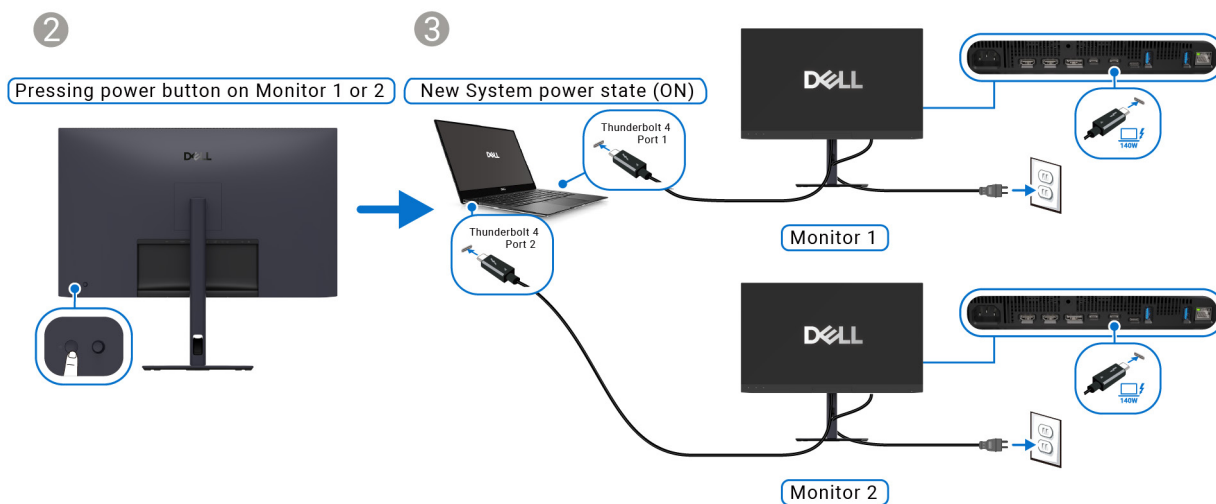 2
3
Pressing power button on Monitor 1 or 2
New System power state (ON)
DELL
DELL
Thunderbolt 4
Port 1
DELL
140W
Monitor 1
Thunderbolt 4
Port 2
DELL
140W
Monitor 2